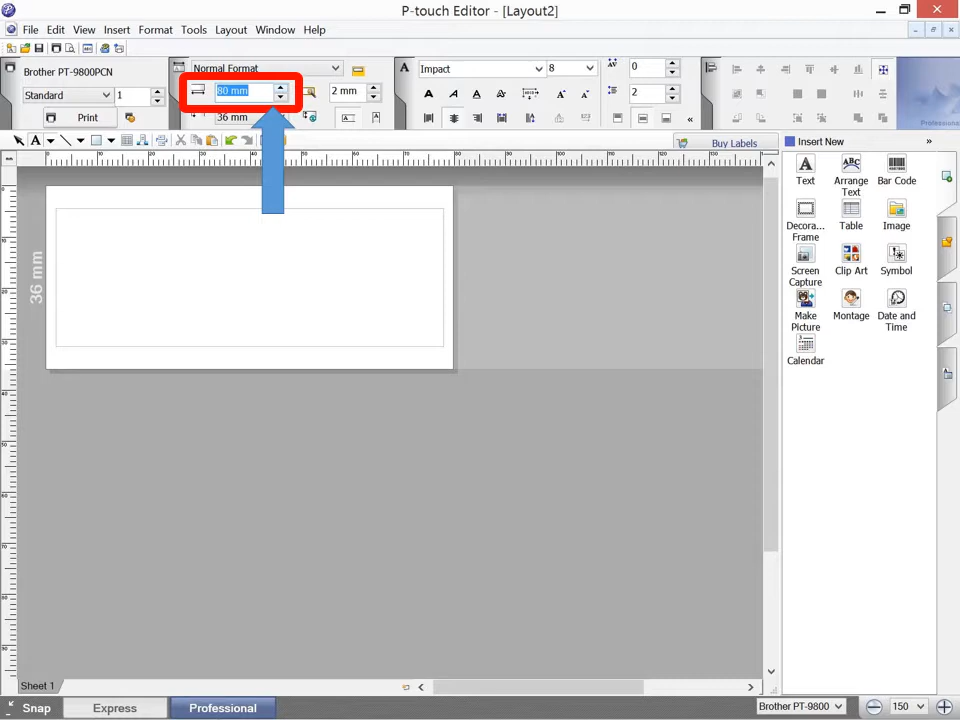 P-touch Editor - [Layout2]
File Edit View Insert Format Tools Layout Window Help
Brother PT-9800PCN
Standard 1
Print
Normal Format
80 mm
2 mm
36 mm
Impact 8
0
2
Professional
Buy Labels
36 mm
Insert New
Text
Arrange Text
Bar Code
Decora... Frame
Table
Image
Screen Capture
Clip Art
Symbol
Make Picture
Montage
Date and Time
Calendar
Sheet 1
Snap Express Professional
Brother PT-9800 150